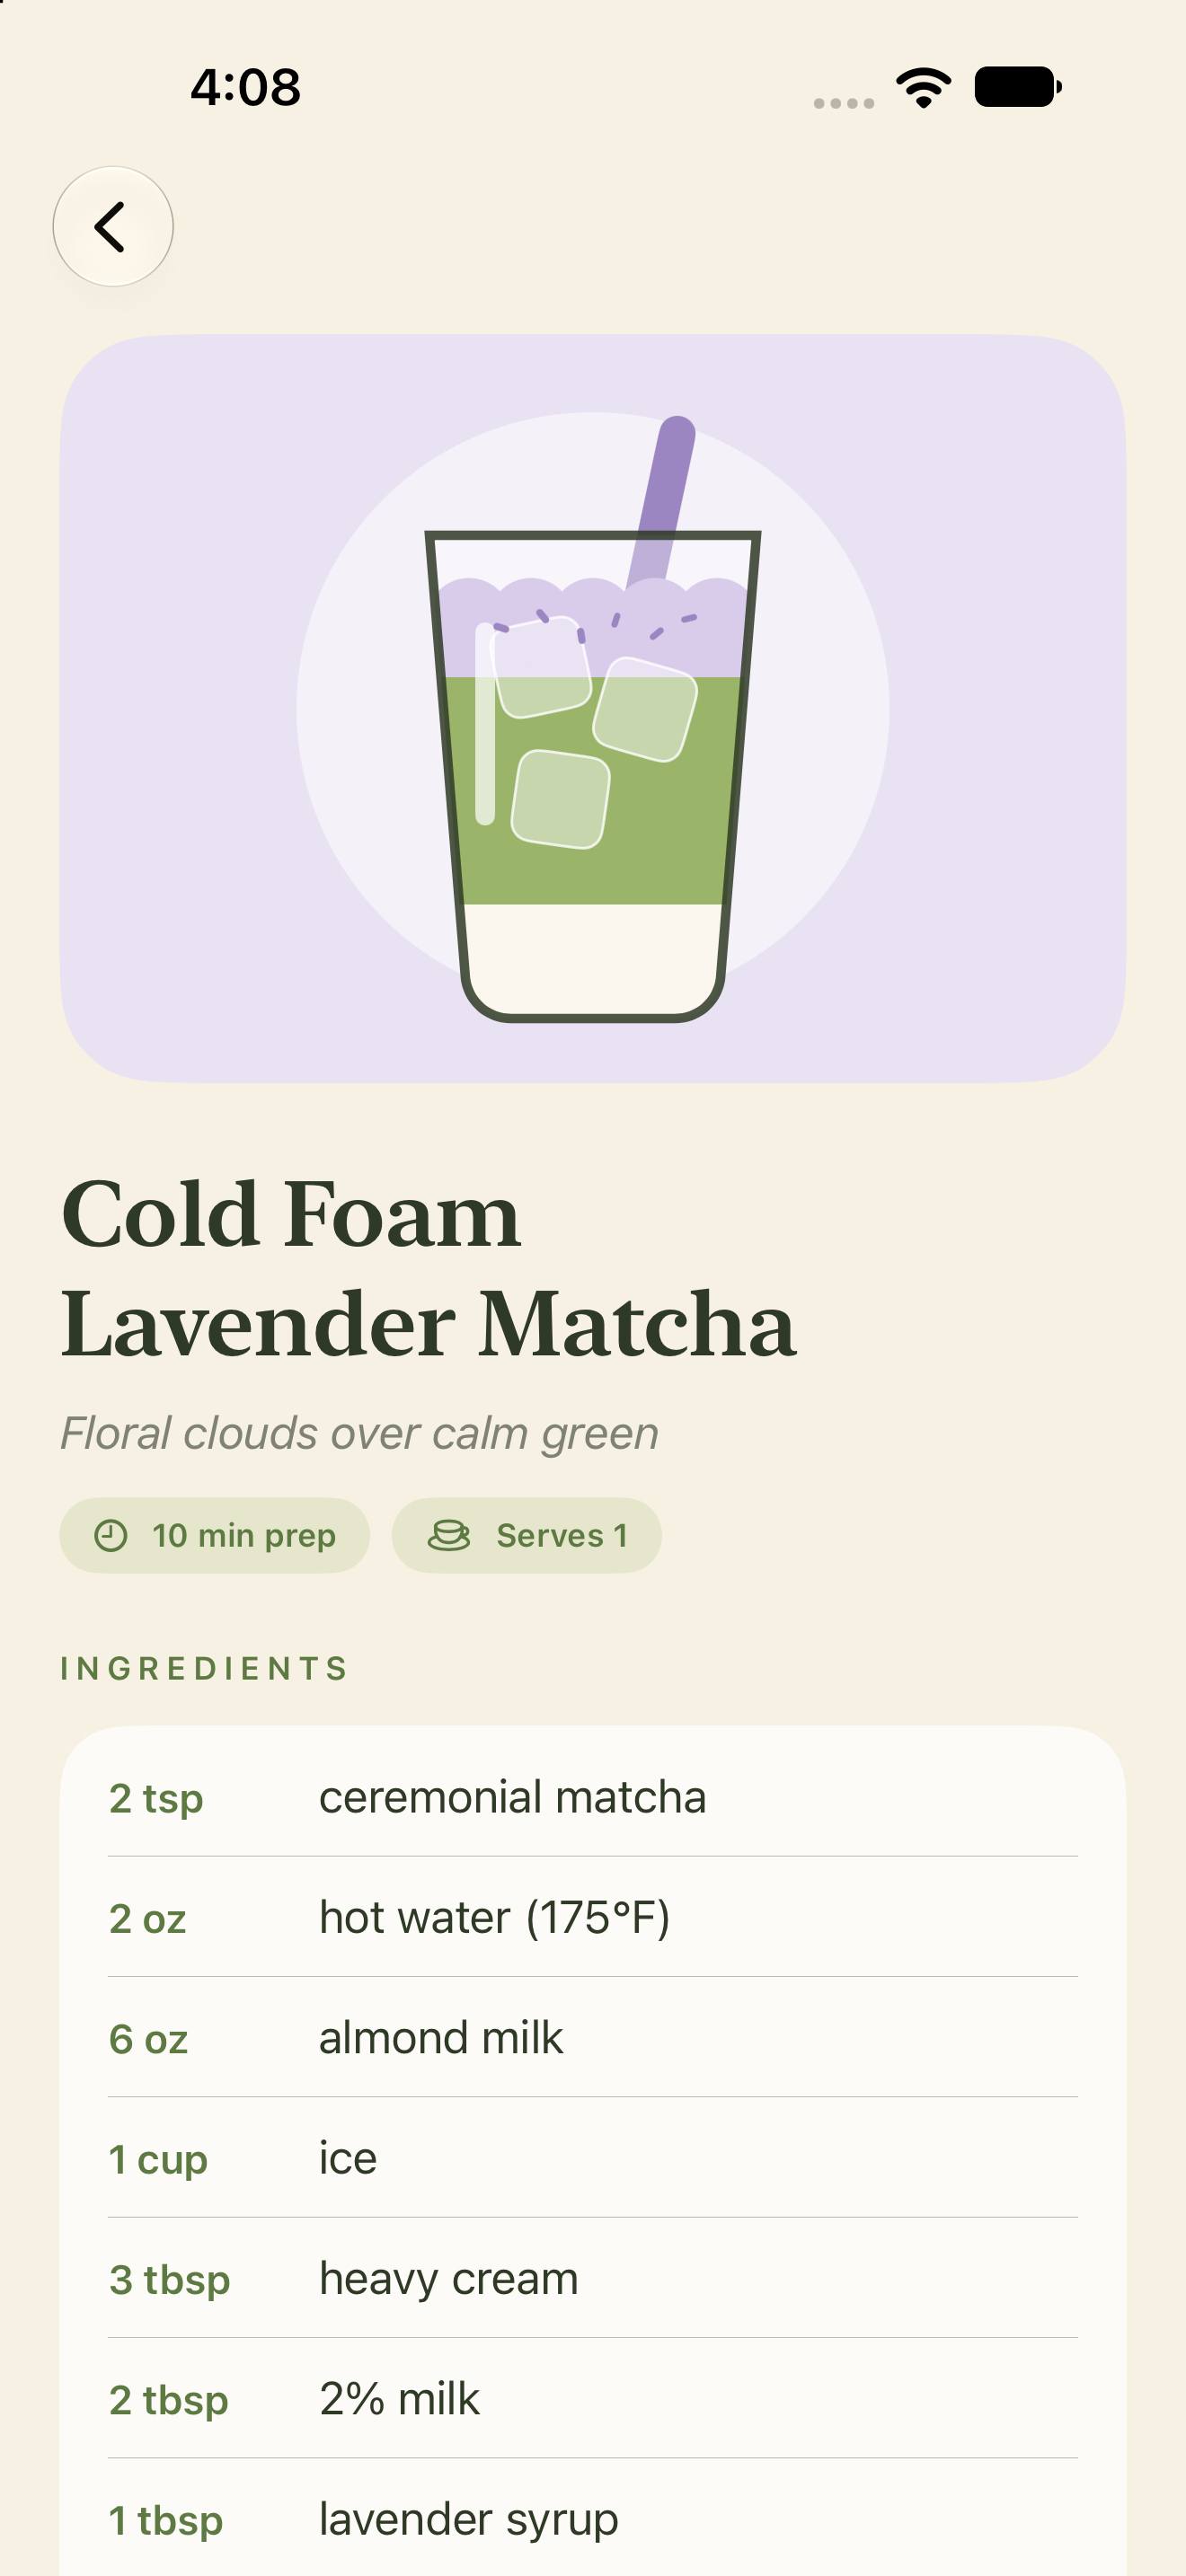 4:08
Cold Foam
Lavender Matcha
Floral clouds over calm green
10 min prep Serves 1
INGREDIENTS
2 tsp ceremonial matcha
2 oz hot water (175°F)
6 oz almond milk
1 cup ice
3 tbsp heavy cream
2 tbsp 2% milk
1 tbsp lavender syrup